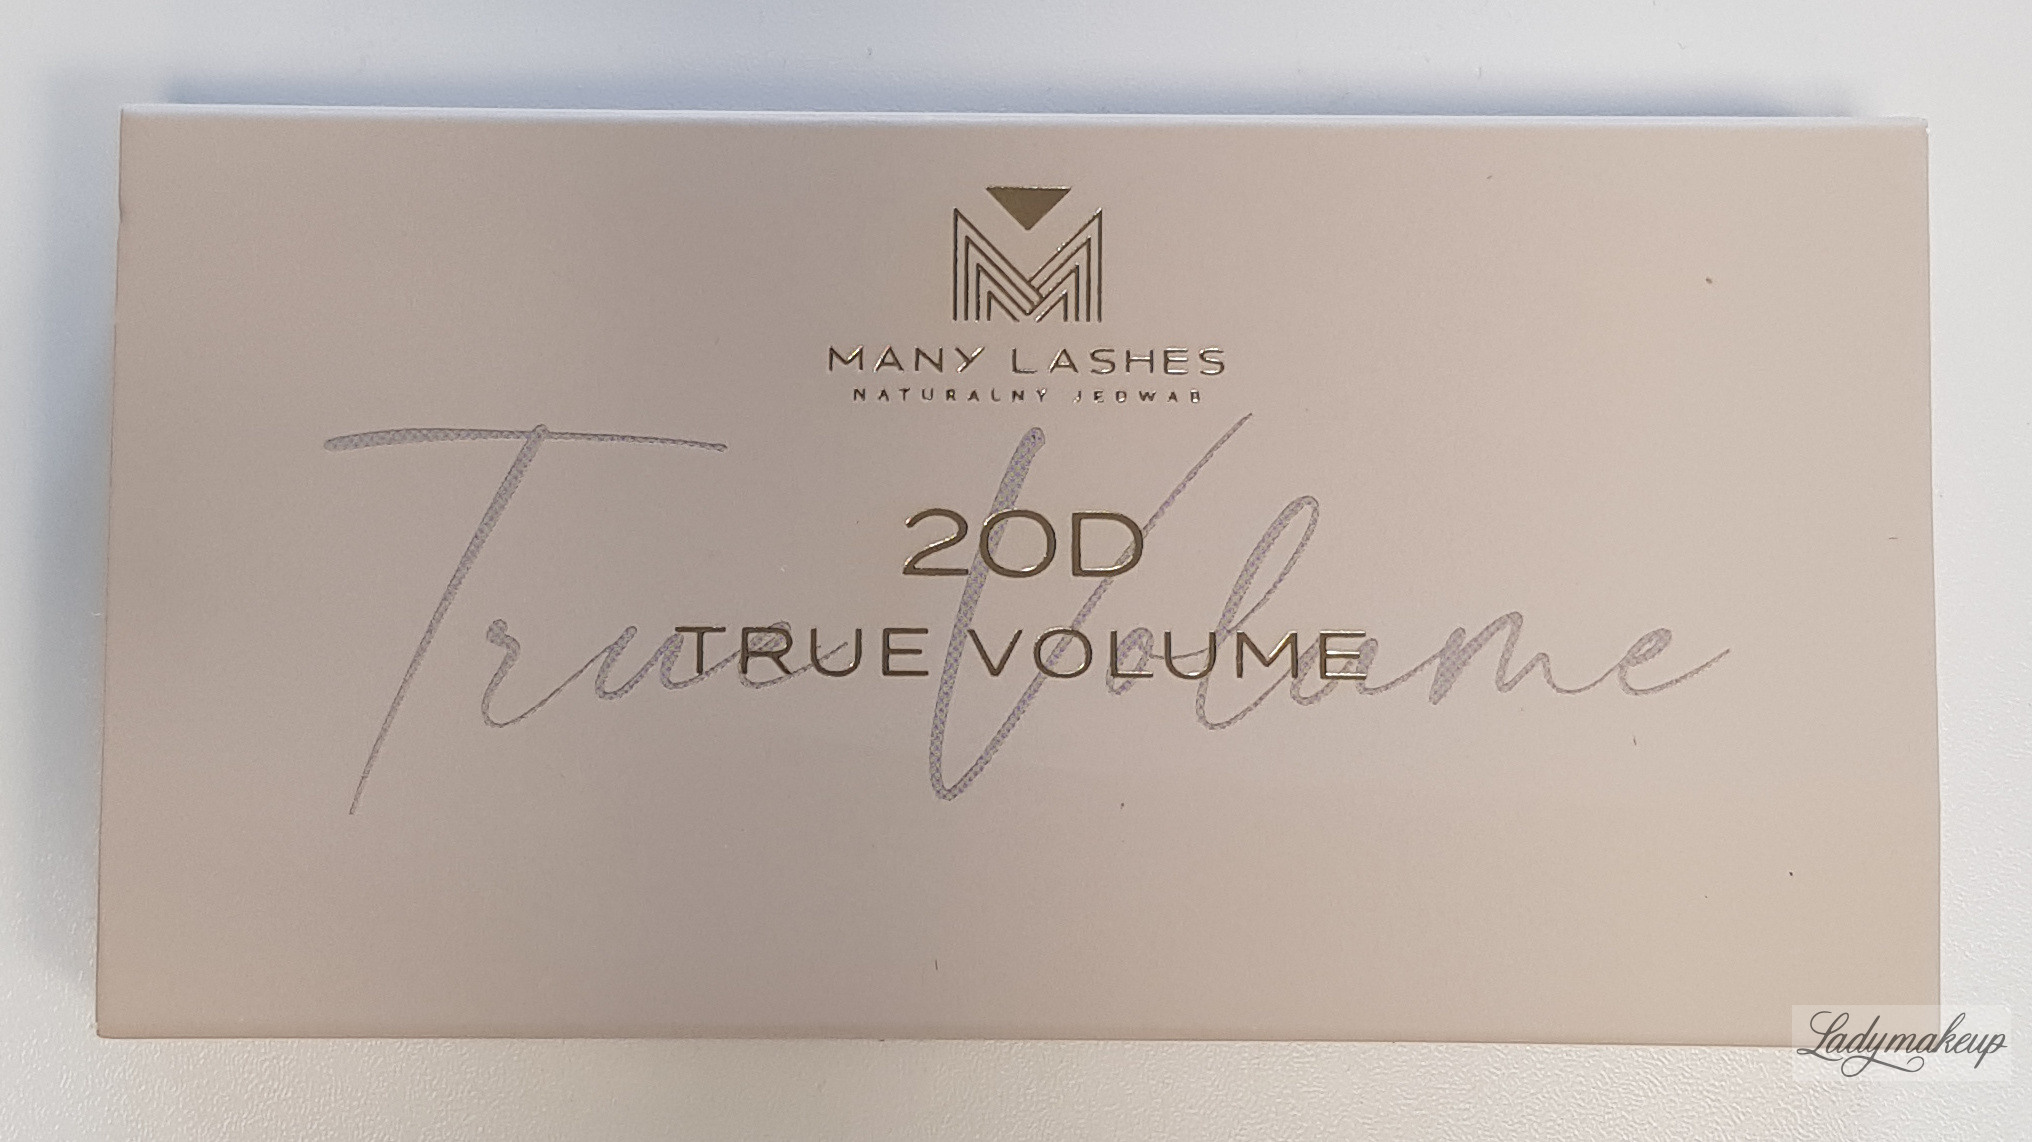 MANY LASHES
NATURALNY JEDWAB
True Volume
20D
TRUE VOLUME
Ladymakeup